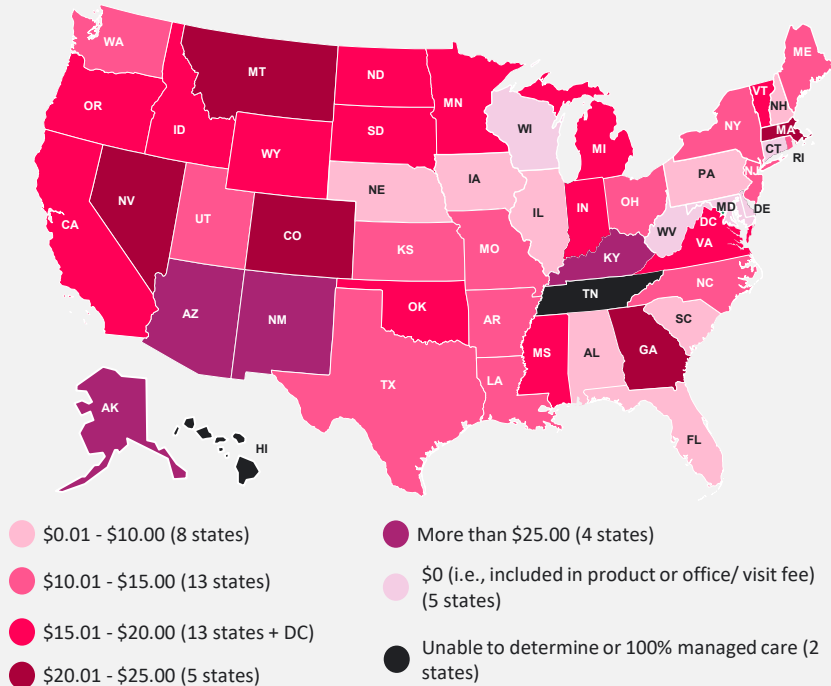 WA
ME
MT
ND
VT
MN
OR
NH
ID
WI
NY
MA
SD
WY
MI
CT
RI
PA
IA
NJ
NE
OH
MD
DE
NV
IL
IN
UT
WV
DC
CO
VA
CA
KS
MO
KY
NC
TN
AZ
OK
NM
AR
SC
MS
AL
GA
TX
LA
AK
FL
HI
$0.01 - $10.00 (8 states)
$10.01 - $15.00 (13 states)
$15.01 - $20.00 (13 states + DC)
$20.01 - $25.00 (5 states)
More than $25.00 (4 states)
$0 (i.e., included in product or office/ visit fee)
(5 states)
Unable to determine or 100% managed care (2
states)